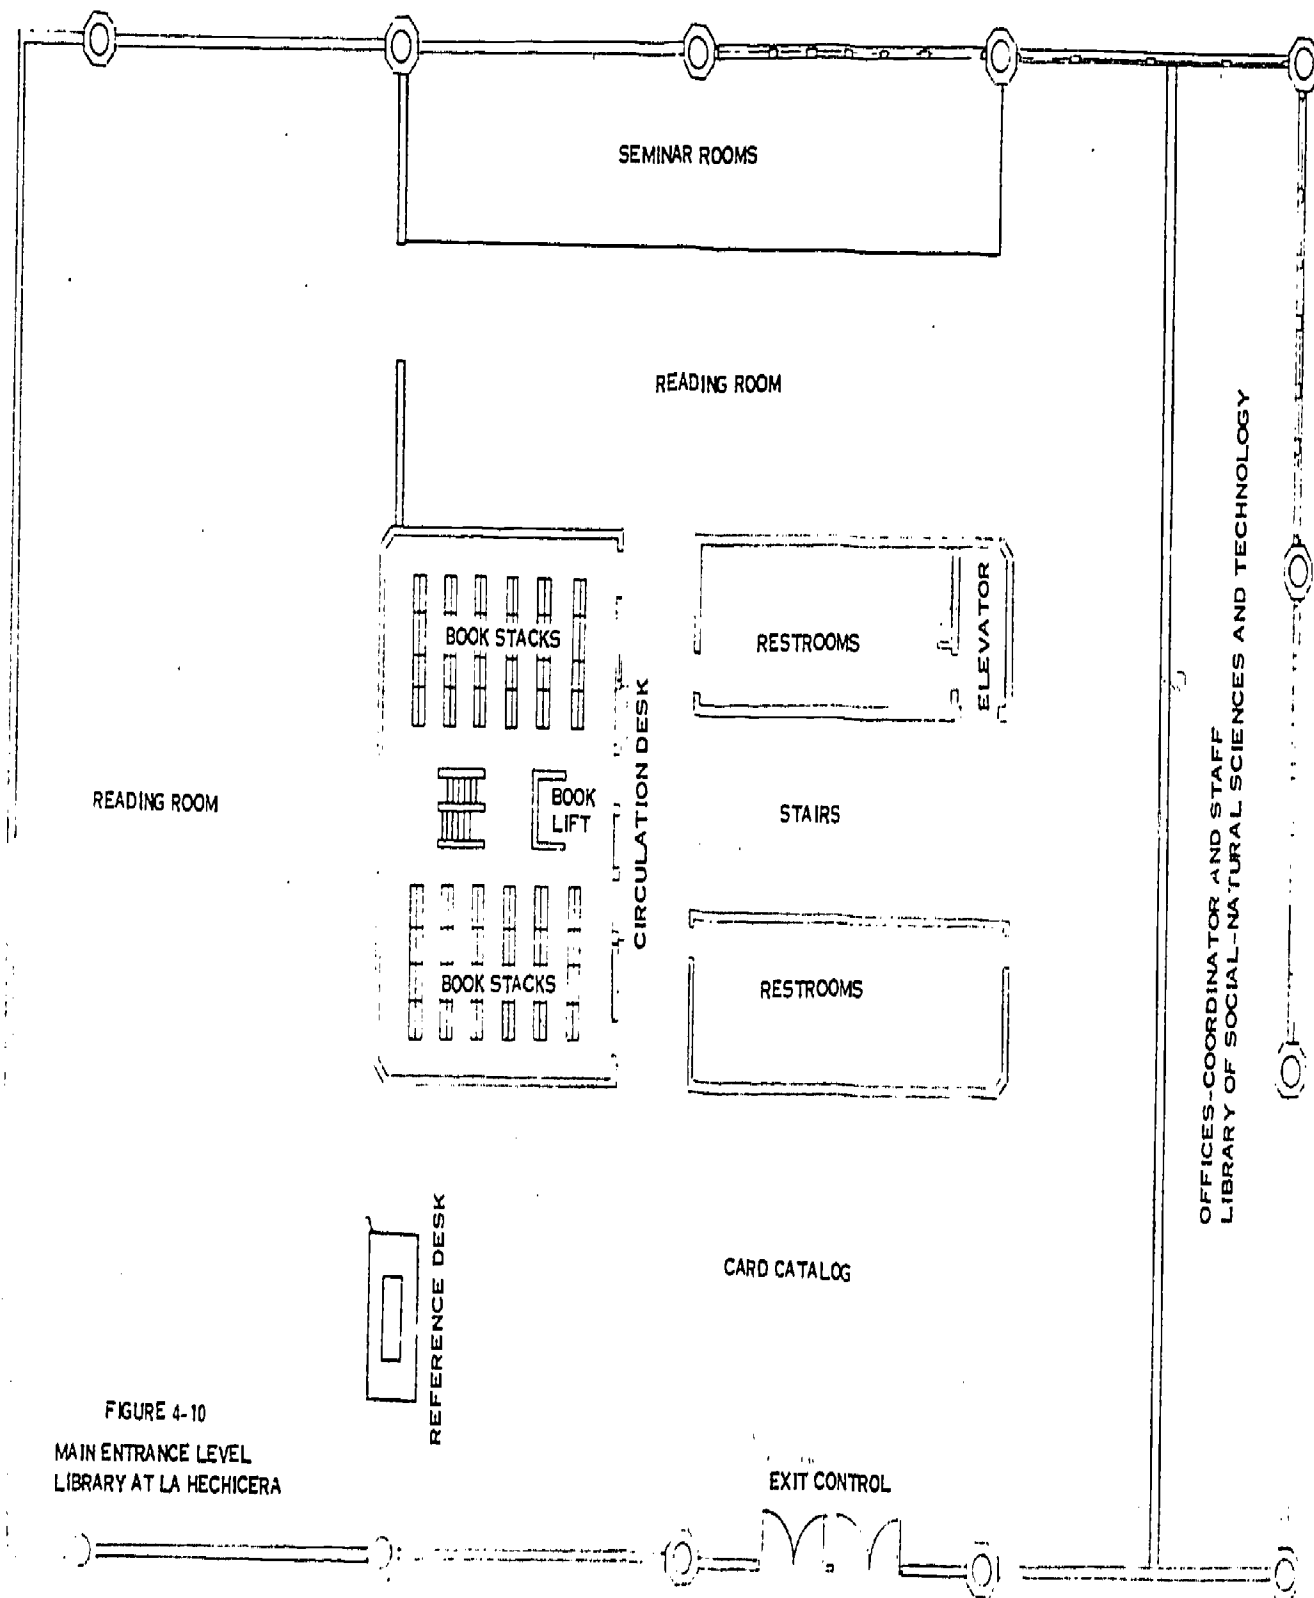 SEMINAR ROOMS
READING ROOM
BOOK STACKS
RESTROOMS
ELEVATOR
READING ROOM
BOOK
LIFT
CIRCULATION DESK
STAIRS
BOOK STACKS
RESTROOMS
OFFICES-COORDINATOR AND STAFF
LIBRARY OF SOCIAL-NATURAL SCIENCES AND TECHNOLOGY
REFERENCE DESK
CARD CATALOG
FIGURE 4-10
MAIN ENTRANCE LEVEL
LIBRARY AT LA HECHICERA
EXIT CONTROL